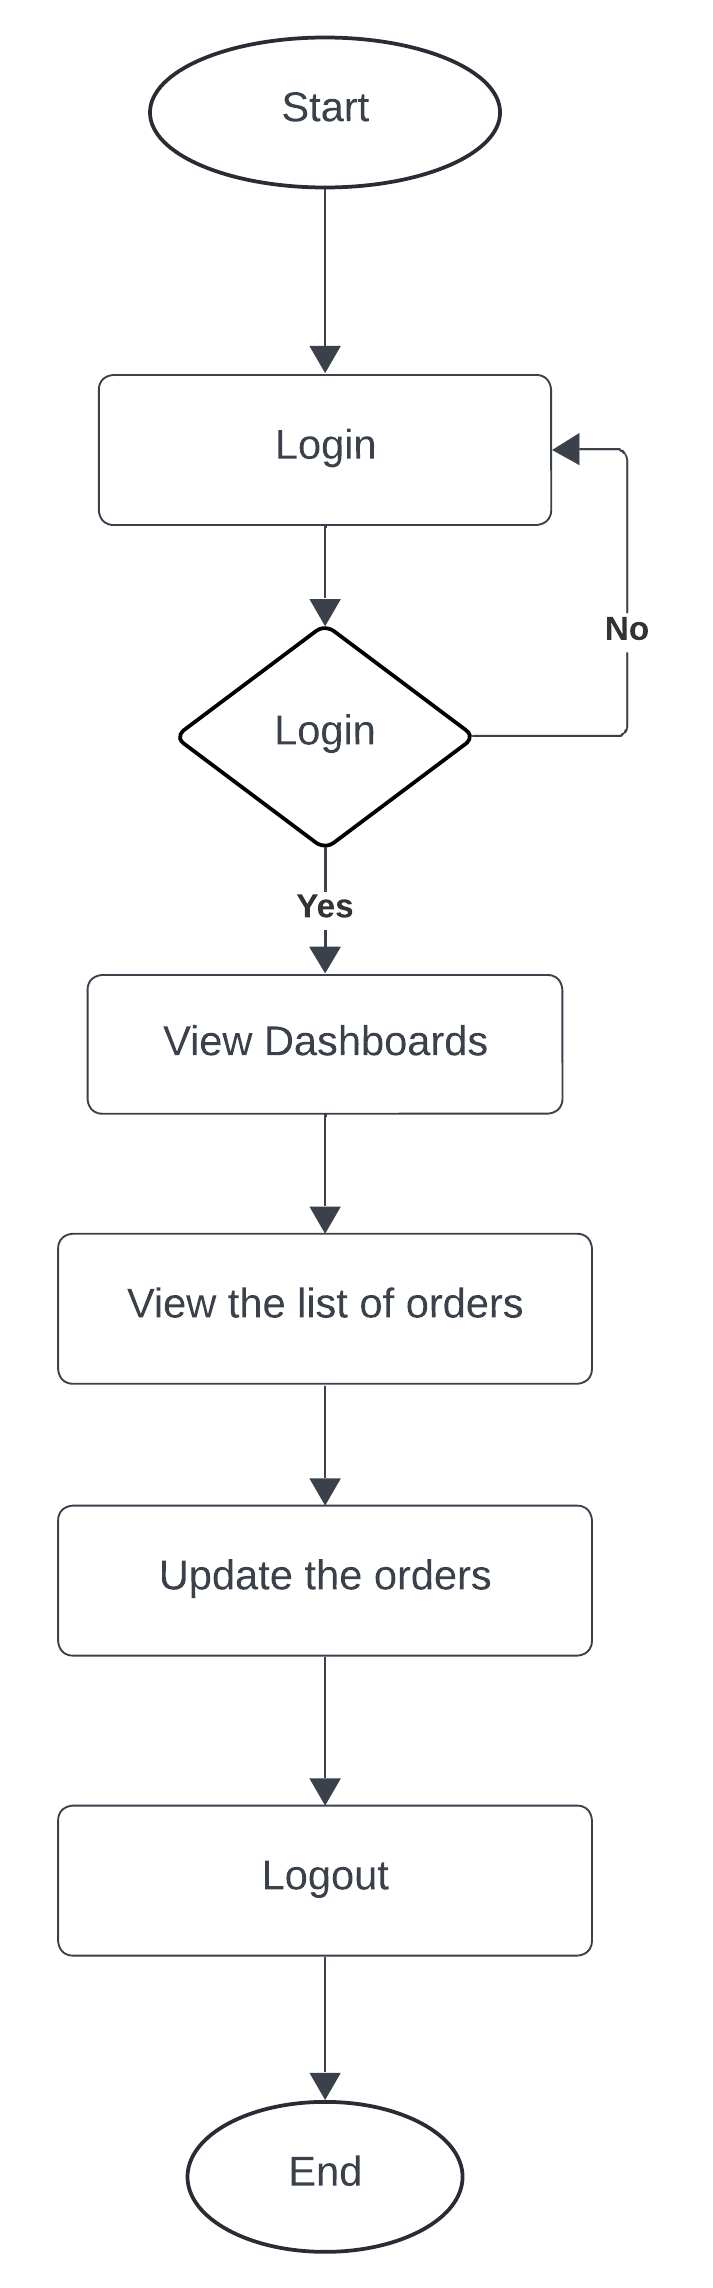 Start
Login
No
Login
Yes
View Dashboards
View the list of orders
Update the orders
Logout
End